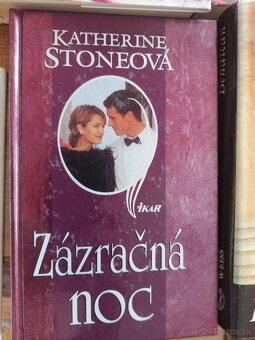 KATHERINE
STONEOVÁ
IKAR
Zázračná
noc